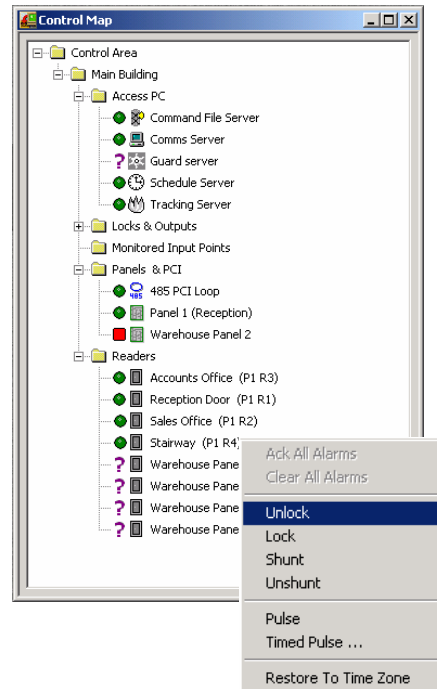 Control Map
Control Area
Main Building
Access PC
Command File Server
Comms Server
? Guard server
Schedule Server
Tracking Server
Locks & Outputs
Monitored Input Points
Panels & PCI
485 485 PCI Loop
Panel 1 (Reception)
Warehouse Panel 2
Readers
Accounts Office (P1 R3)
Reception Door (P1 R1)
Sales Office (P1 R2)
Stairway (P1 R4)
? Warehouse Pane
? Warehouse Pane
? Warehouse Pane
? Warehouse Pane
Ack All Alarms
Clear All Alarms
Unlock
Lock
Shunt
Unshunt
Pulse
Timed Pulse ...
Restore To Time Zone